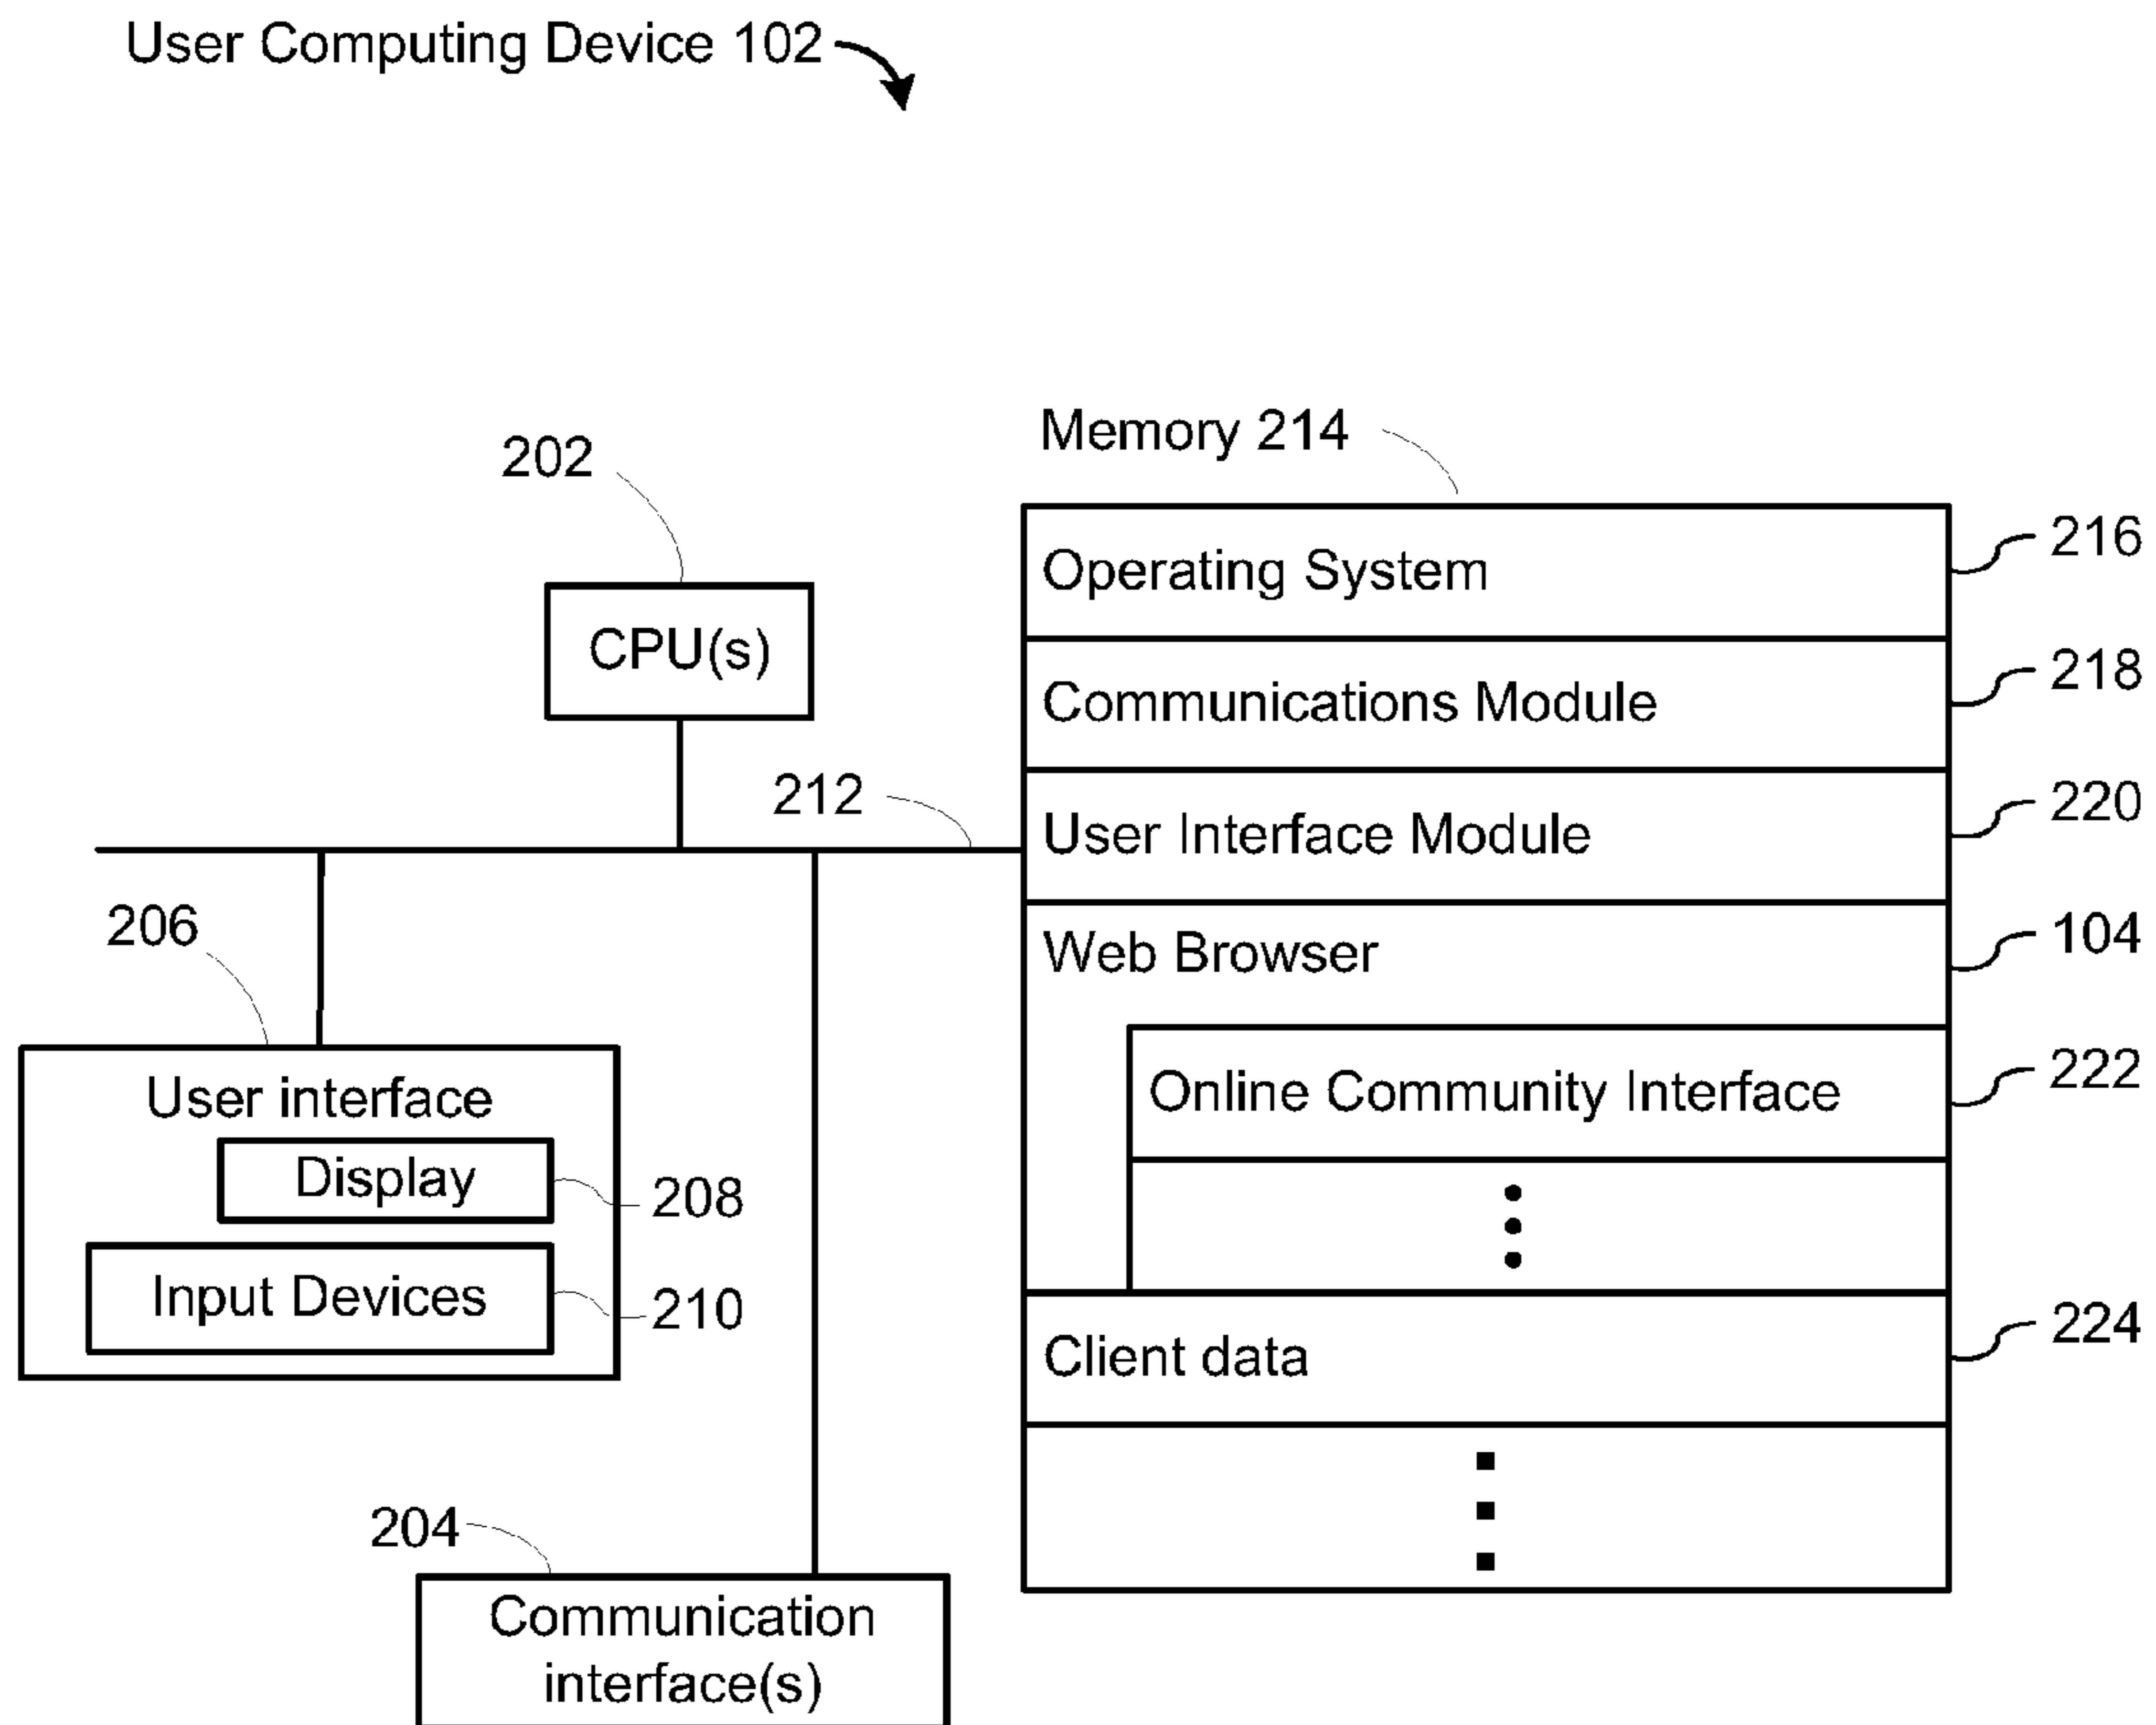 User Computing Device 102
Memory 214
202
CPU(s)
212
206
User interface
Display
208
Input Devices
210
204
Communication
interface(s)
Operating System
216
Communications Module
218
User Interface Module
220
Web Browser
104
Online Community Interface
222
Client data
224